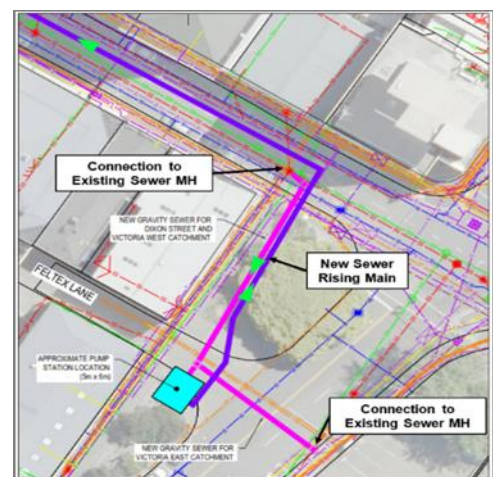 Connection to
Existing Sewer MH
NEW GRAVITY SEWER FOR
DIXON STREET AND
VICTORIA WEST CATCHMENT
New Sewer
Rising Main
FELTEX LANE
APPROXIMATE PUMP
STATION LOCATION
(5m x 6m)
Connection to
Existing Sewer MH
NEW GRAVITY SEWER FOR
VICTORIA EAST CATCHMENT